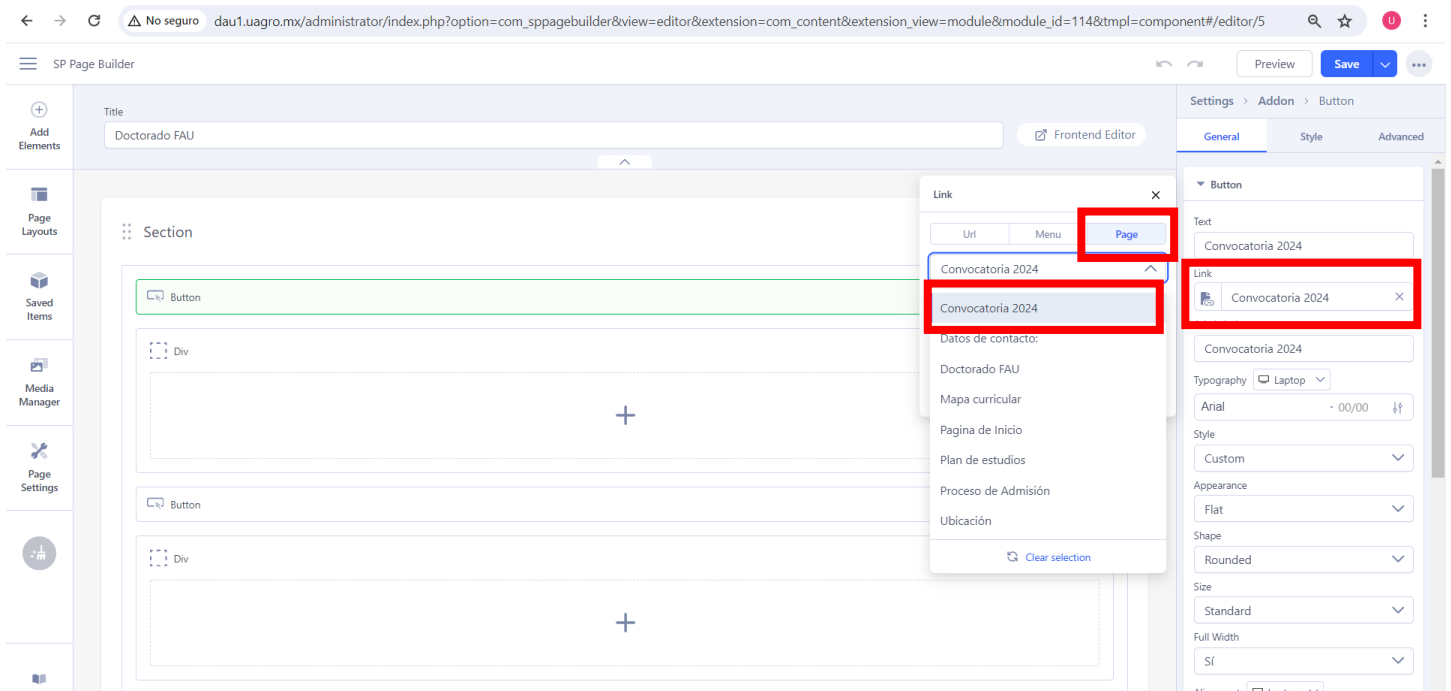 No seguro
dau1.uagro.mx/administrator/index.php?option=com_sppagebuilder&view=editor&extension=com_content&extension_view=module&module_id=114&tmpl=component#/editor/5
U
SP Page Builder
Preview
Save
Settings > Addon > Button
General
Style
Advanced
Add
Elements
Page
Layouts
Saved
Items
Media
Manager
Page
Settings
Title
Doctorado FAU
Frontend Editor
Section
Button
Div
Button
Div
Link
Url
Menu
Page
Convocatoria 2024
Convocatoria 2024
Datos de contacto:
Doctorado FAU
Mapa curricular
Pagina de Inicio
Plan de estudios
Proceso de Admisión
Ubicación
Clear selection
Button
Text
Convocatoria 2024
Link
Convocatoria 2024
Convocatoria 2024
Typography
Laptop
Arial
- 00/00
Style
Custom
Appearance
Flat
Shape
Rounded
Size
Standard
Full Width
Sí